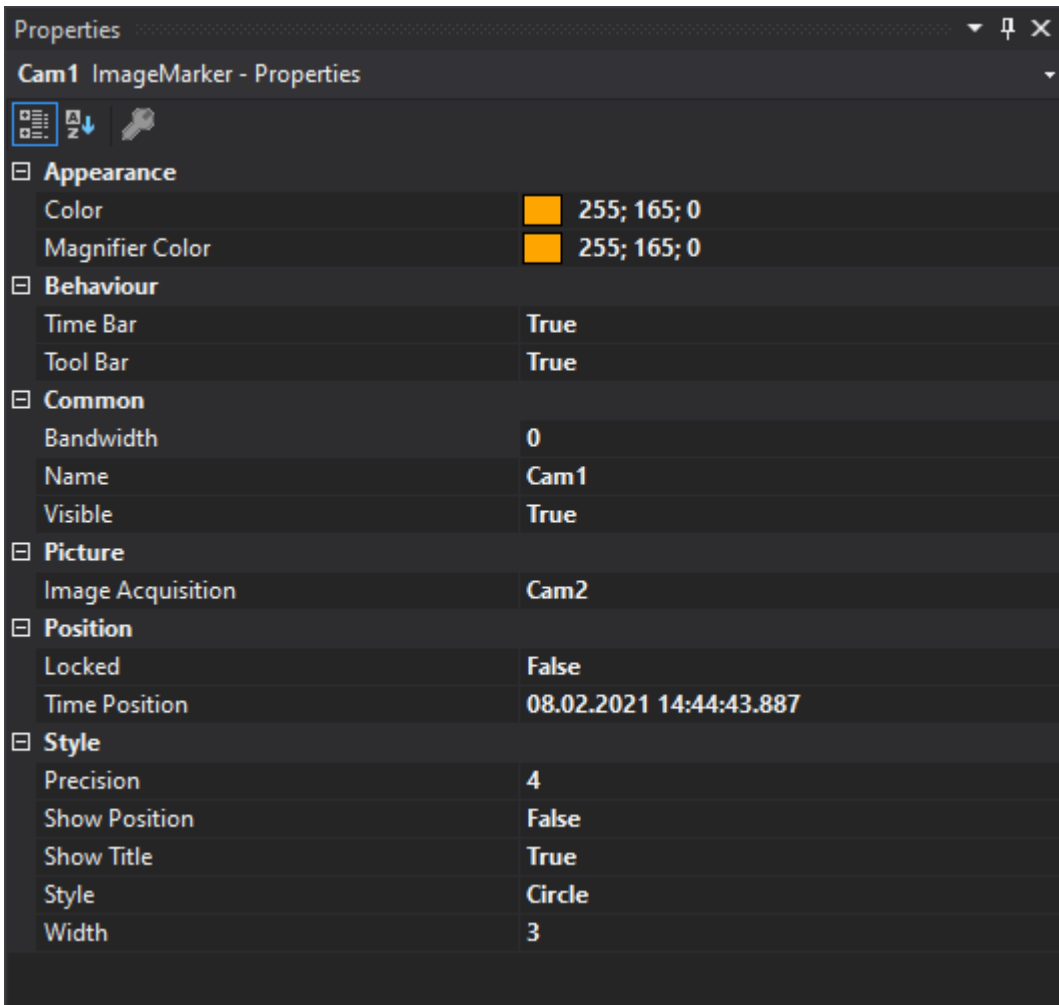 Properties
Cam1 ImageMarker - Properties
A
Z
Appearance
Color 255; 165; 0
Magnifier Color 255; 165; 0
Behaviour
Time Bar True
Tool Bar True
Common
Bandwidth 0
Name Cam1
Visible True
Picture
Image Acquisition Cam2
Position
Locked False
Time Position 08.02.2021 14:44:43.887
Style
Precision 4
Show Position False
Show Title True
Style Circle
Width 3